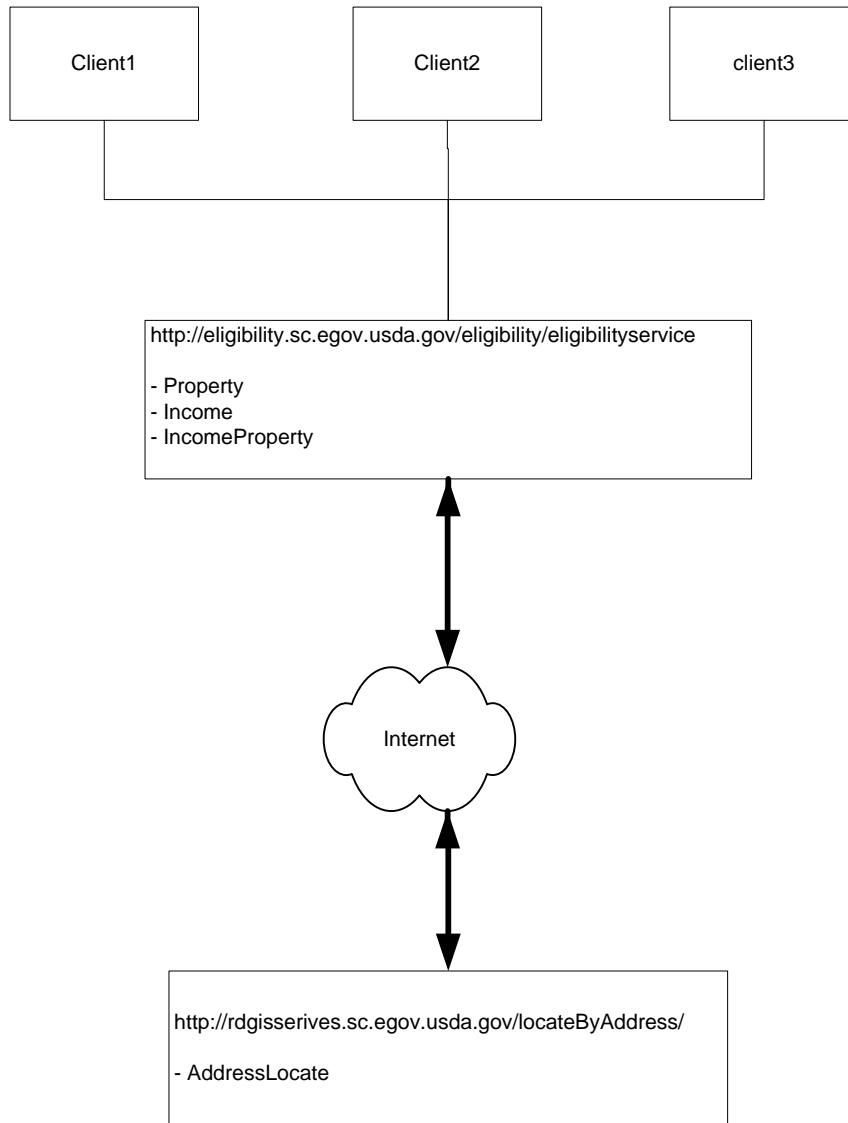 Client1
Client2
client3
http://eligibility.sc.egov.usda.gov/eligibility/eligibilityservice
- Property
- Income
- IncomeProperty
Internet
http://rdgisserives.sc.egov.usda.gov/locateByAddress/
- AddressLocate